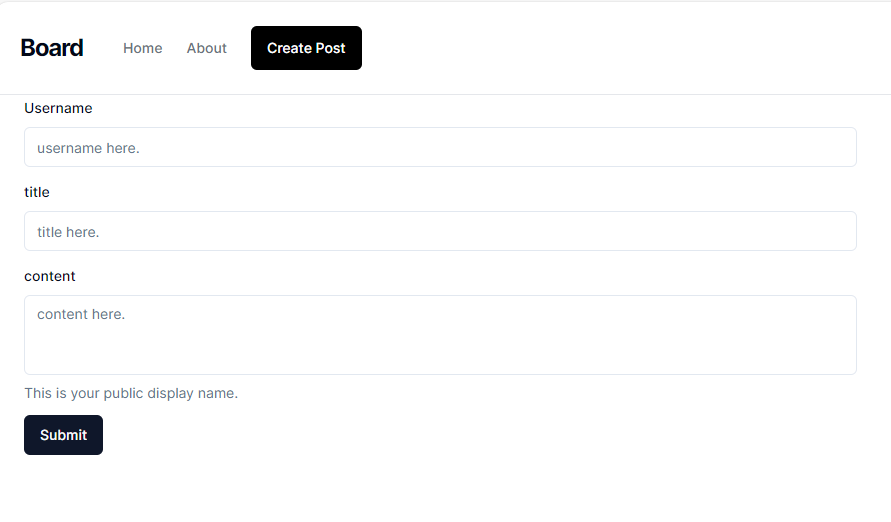 Board Home About Create Post
Username
username here.
title
title here.
content
content here.
This is your public display name.
Submit